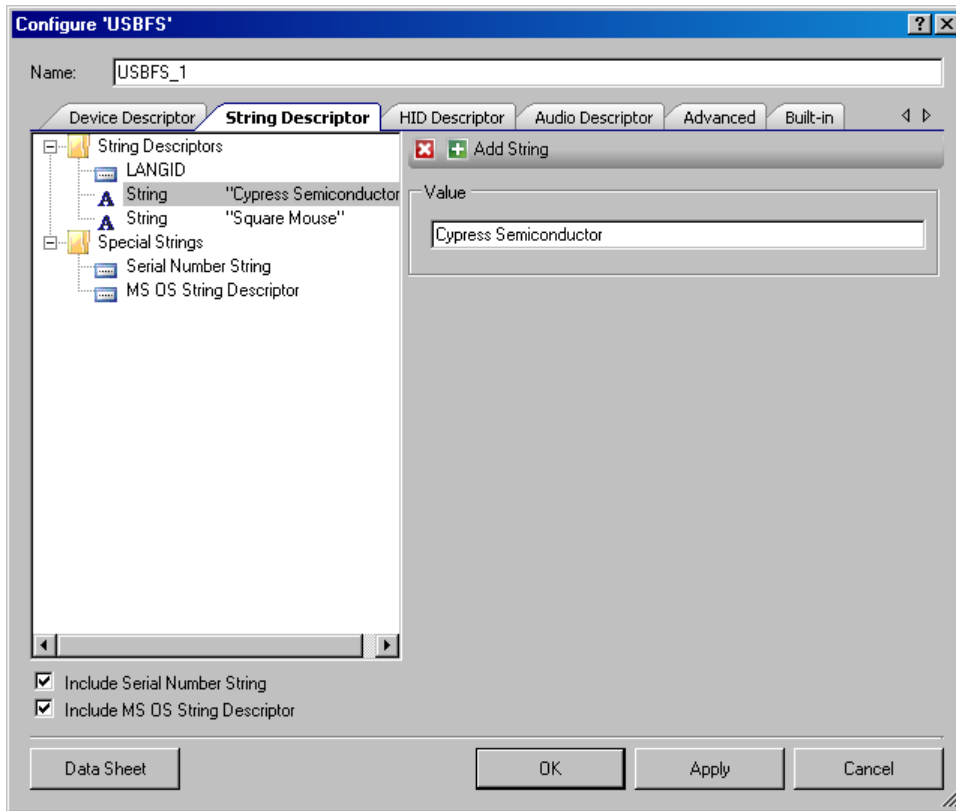 Configure 'USBFS'
Name: USBFS_1
Device Descriptor String Descriptor HID Descriptor Audio Descriptor Advanced Built-in
String Descriptors
LANGID
String "Cypress Semiconductor
String "Square Mouse"
Special Strings
Serial Number String
MS OS String Descriptor
Add String
Value
Cypress Semiconductor
Include Serial Number String
Include MS OS String Descriptor
Data Sheet OK Apply Cancel